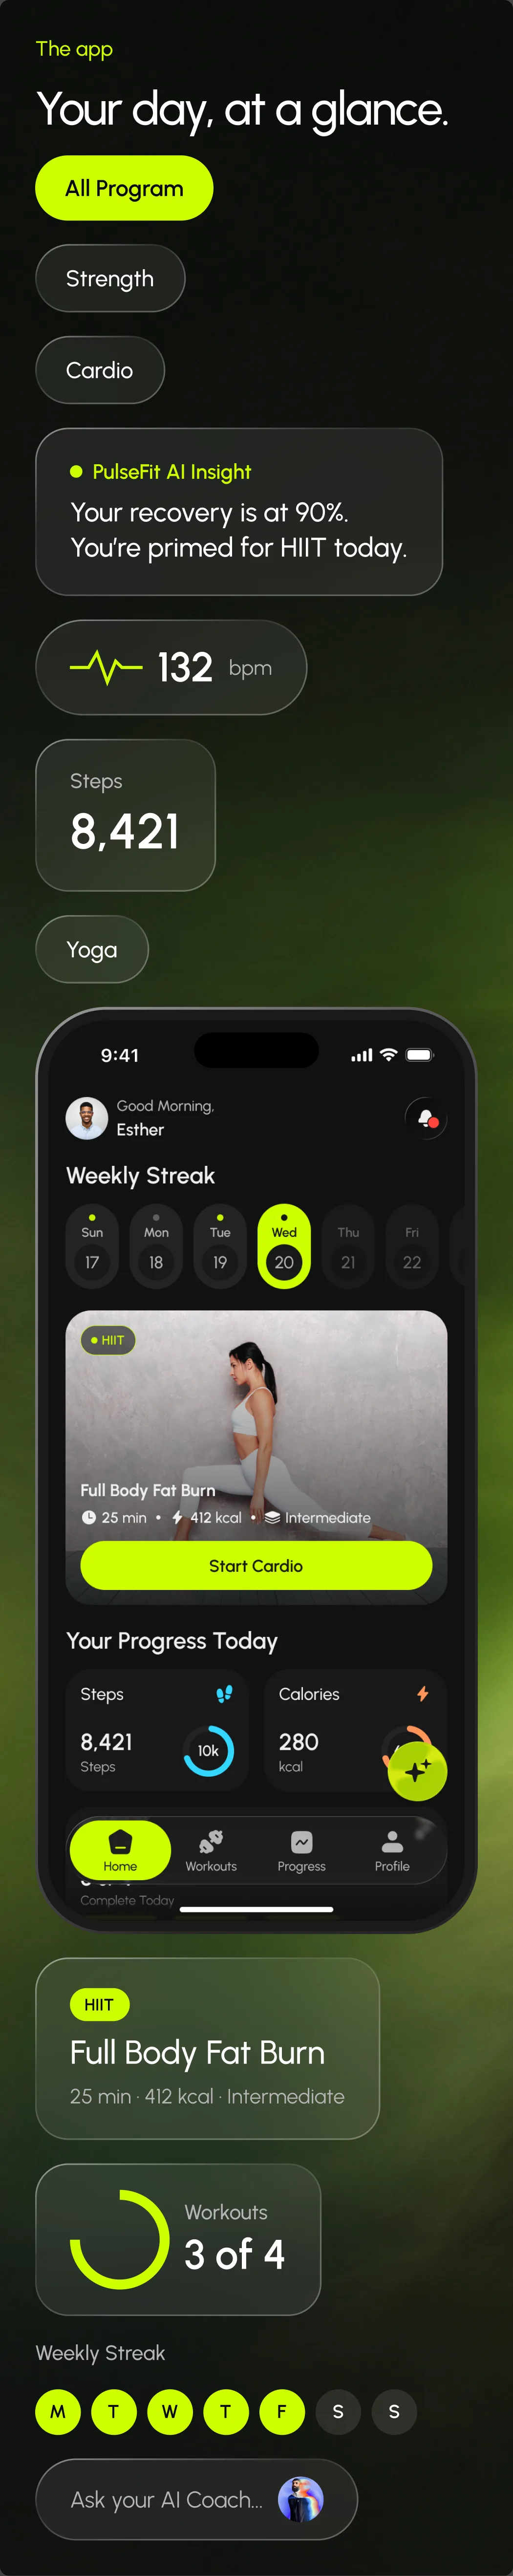 The app
Your day, at a glance.
All Program
Strength
Cardio
PulseFit AI Insight
Your recovery is at 90%.
You're primed for HIIT today.
132 bpm
Steps
8,421
Yoga
9:41
Good Morning,
Esther
Weekly Streak
Sun Mon Tue Wed Thu Fri
17 18 19 20 21 22
HIIT
Full Body Fat Burn
25 min • 412 kcal • Intermediate
Start Cardio
Your Progress Today
Steps Calories
8,421 10k 280
Steps kcal
Home Workouts Progress Profile
Complete Today
HIIT
Full Body Fat Burn
25 min · 412 kcal · Intermediate
Workouts
3 of 4
Weekly Streak
M T W T F S S
Ask your AI Coach...